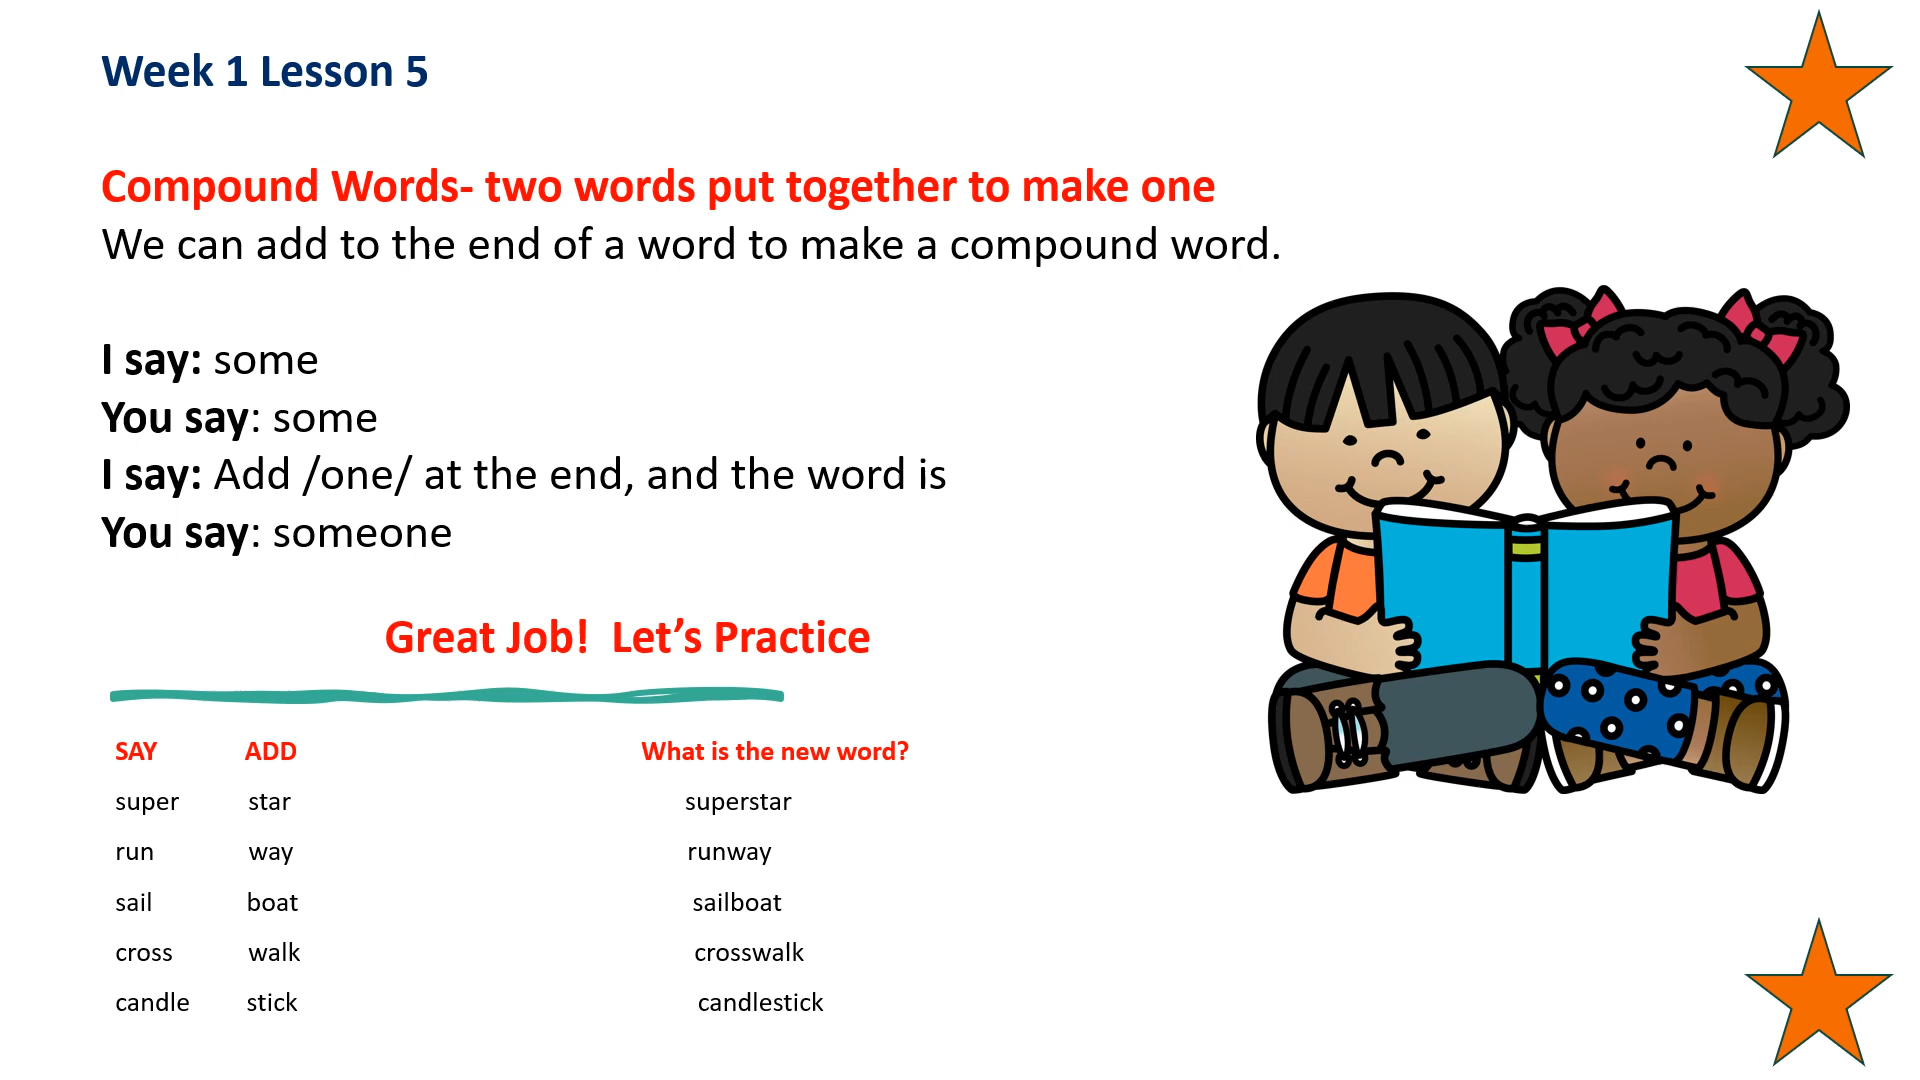 Week 1 Lesson 5
Compound Words- two words put together to make one
We can add to the end of a word to make a compound word.
I say: some
You say: some
I say: Add /one/ at the end, and the word is
You say: someone
Great Job!  Let’s Practice
SAY ADD What is the new word?
super star superstar
run way runway
sail boat sailboat
cross walk crosswalk
candle stick candlestick